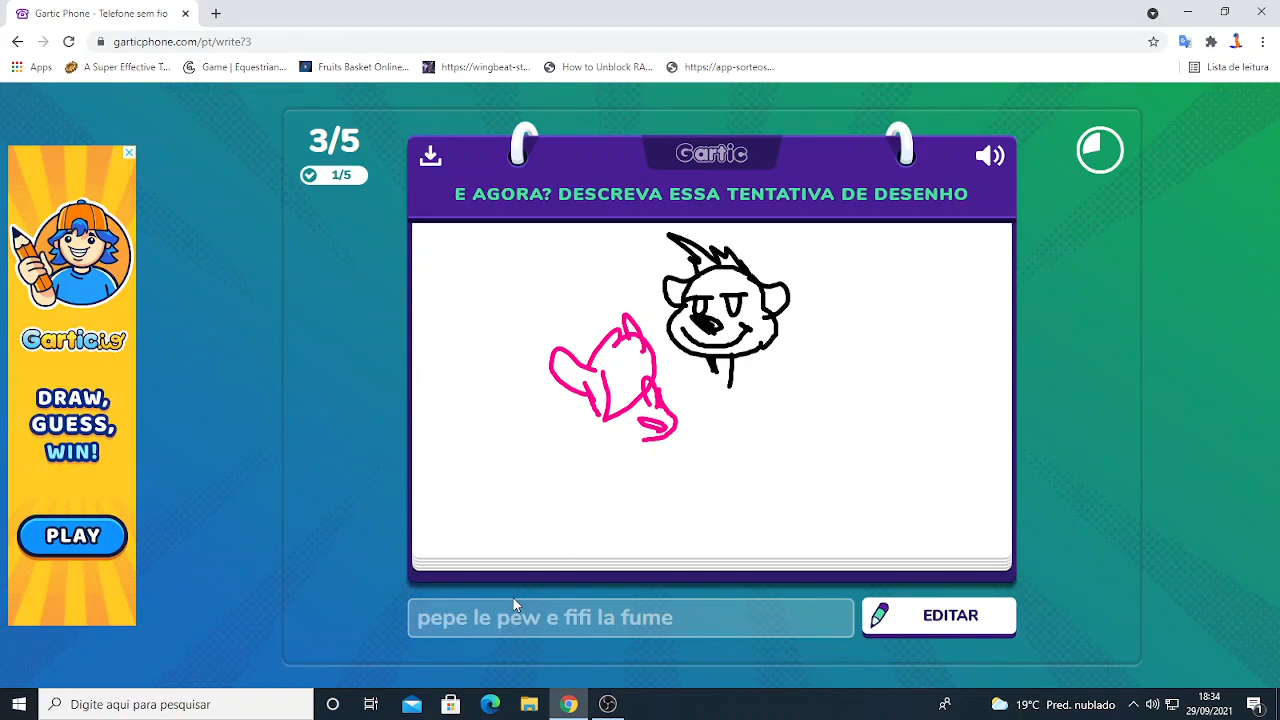 Gartic Phone - Telefone sem fio
garticphone.com/pt/write?3
Apps
A Super Effective T...
Game | Equestrian...
Fruits Basket Online...
https://wingbeat-st...
How to Unblock RA...
https://app-sorteos...
Lista de leitura
3/5
1/5
Gartic
E AGORA? DESCREVA ESSA TENTATIVA DE DESENHO
Gartic.io
DRAW,
GUESS,
WIN!
PLAY
pepe le pew e fifi la fume
EDITAR
Digite aqui para pesquisar
19°C Pred. nublado
18:34
29/09/2021
1